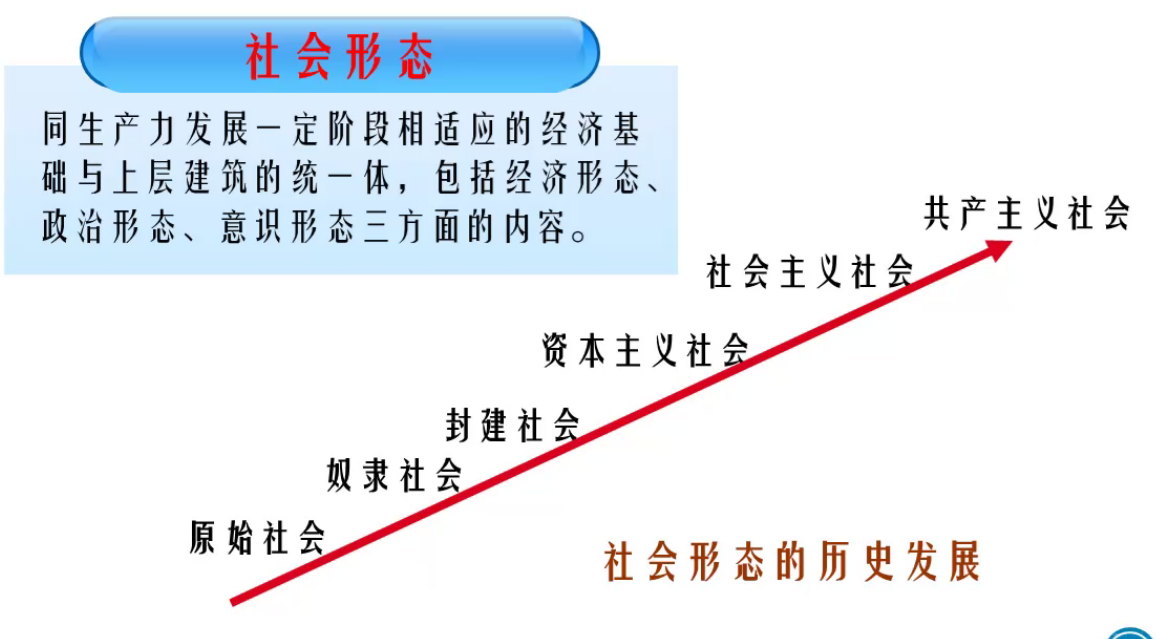 社会形态
同生产力发展一定阶段相适应的经济基
础与上层建筑的统一体，包括经济形态、
政治形态、意识形态三方面的内容。
共产主义社会
社会主义社会
资本主义社会
封建社会
奴隶社会
原始社会
社会形态的历史发展